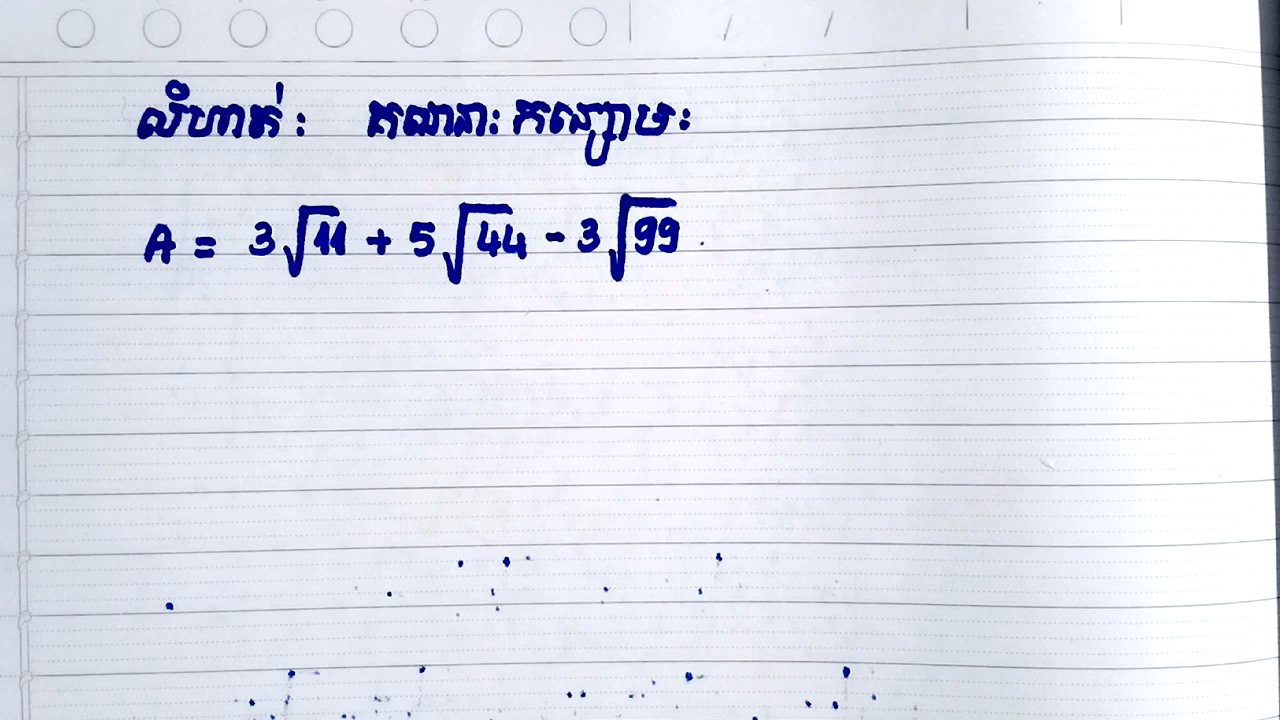 លំហាត់ : គណនាៈ កន្សោមៈ
A = 3√11 + 5√44 - 3√99